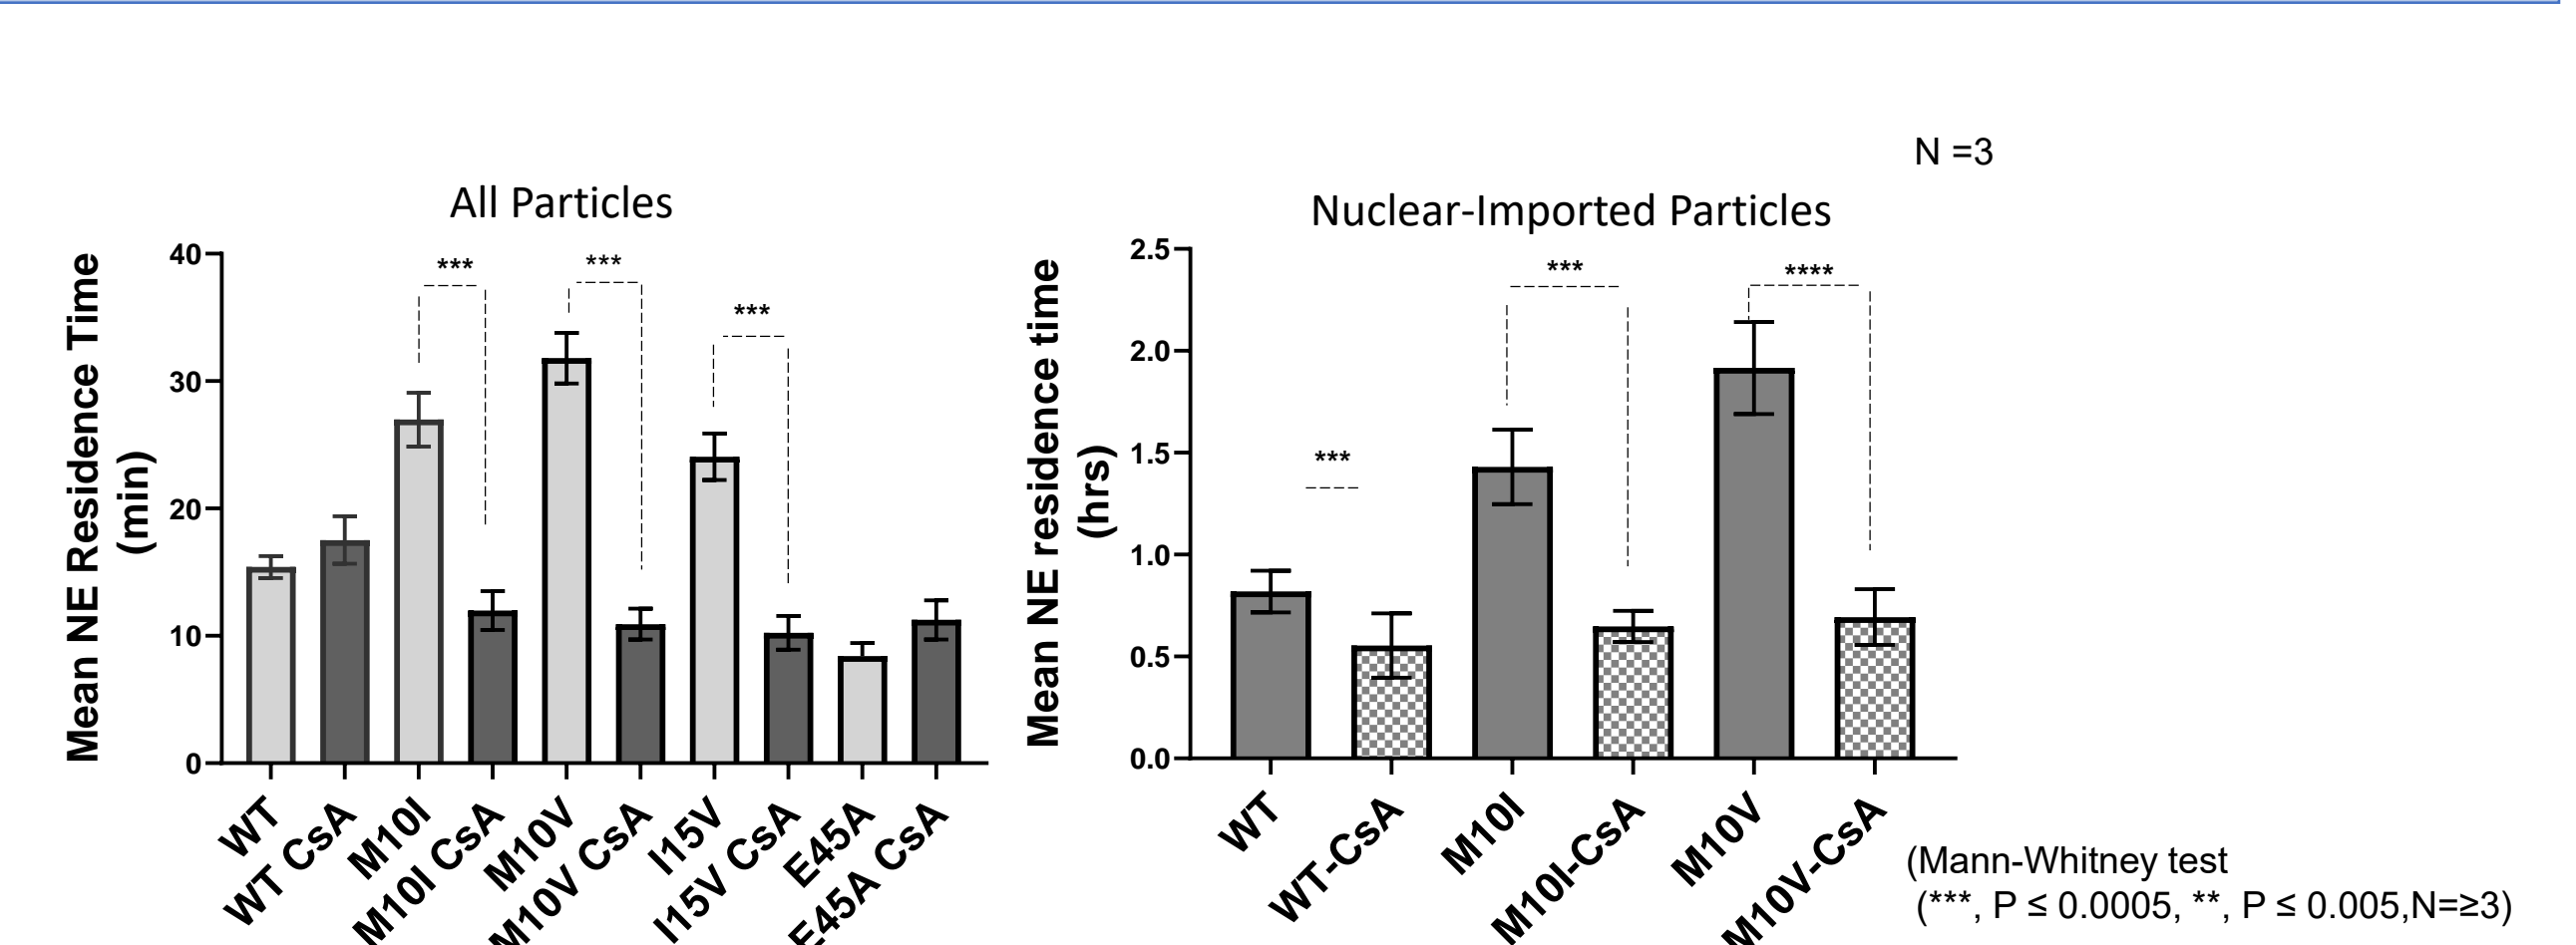 N =3
All Particles
Mean NE Residence Time
(min)
40
30
20
10
0
***
***
***
WT
WT CsA
M10I
M10I CsA
M10V
M10V CsA
I15V
I15V CsA
E45A
E45A CsA
Nuclear-Imported Particles
Mean NE residence time
(hrs)
2.5
2.0
1.5
1.0
0.5
0.0
***
***
****
WT
WT-CsA
M10I
M10I-CsA
M10V
M10V-CsA
(Mann-Whitney test
(***, P ≤ 0.0005, **, P ≤ 0.005,N=≥3)